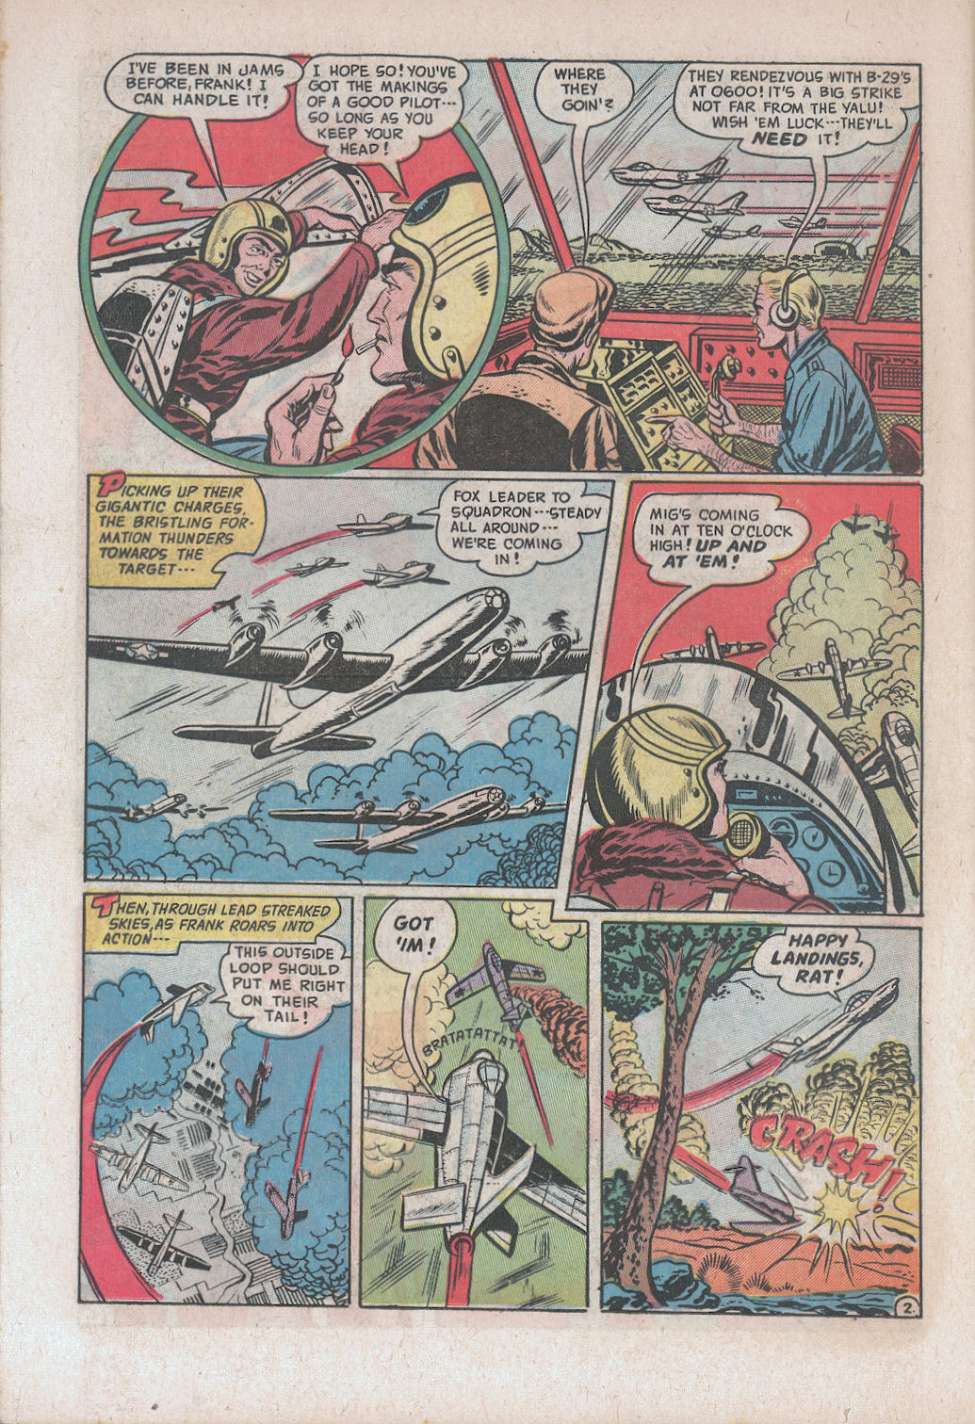 I'VE BEEN IN JAMS
BEFORE, FRANK! I
CAN HANDLE IT!
I HOPE SO! YOU'VE
GOT THE MAKINGS
OF A GOOD PILOT---
SO LONG AS YOU
KEEP YOUR
HEAD!
WHERE
THEY
GOIN'?
THEY RENDEZVOUS WITH B-29'S
AT 0600! IT'S A BIG STRIKE
NOT FAR FROM THE YALU!
WISH 'EM LUCK---THEY'LL
NEED IT!
PICKING UP THEIR
GIGANTIC CHARGES,
THE BRISTLING FOR-
MATION THUNDERS
TOWARDS THE
TARGET---
FOX LEADER TO
SQUADRON---STEADY
ALL AROUND---
WE'RE COMING
IN!
MIG'S COMING
IN AT TEN O'CLOCK
HIGH! UP AND
AT 'EM!
THEN, THROUGH LEAD STREAKED
SKIES, AS FRANK ROARS INTO
ACTION---
THIS OUTSIDE
LOOP SHOULD
PUT ME RIGHT
ON THEIR
TAIL!
GOT
'IM!
BRATATATTAT
HAPPY
LANDINGS,
RAT!
CRASH!
2.